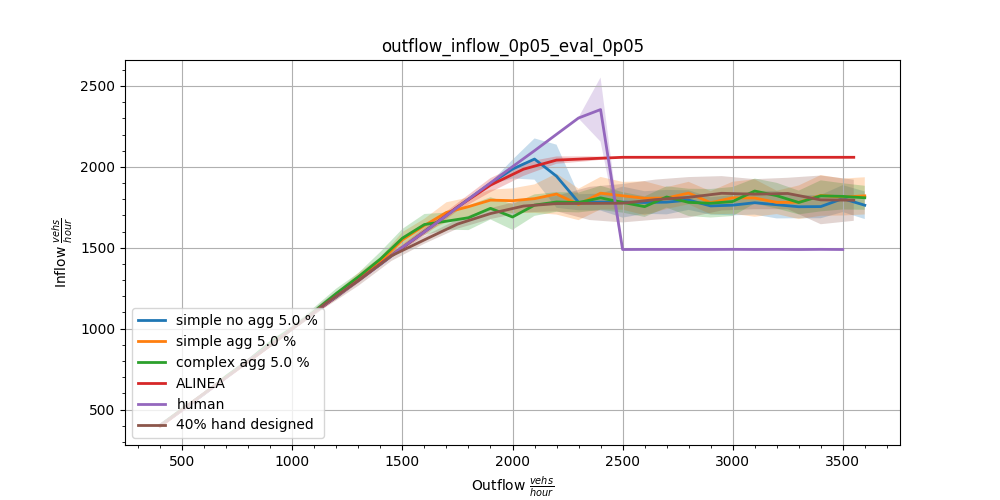 outflow_inflow_0p05_eval_0p05
2500
2000
1500
1000
500
Inflow vehs/hour
simple no agg 5.0 %
simple agg 5.0 %
complex agg 5.0 %
ALINEA
human
40% hand designed
500 1000 1500 2000 2500 3000 3500
Outflow vehs/hour